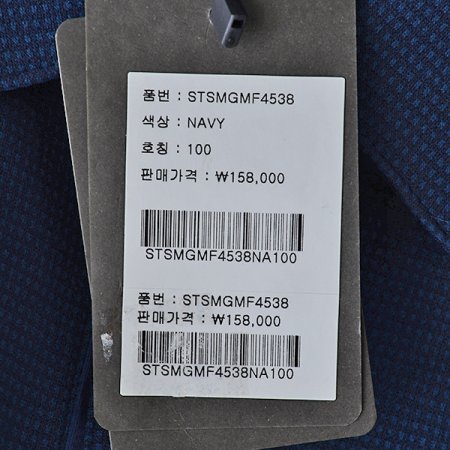 품번 : STSMGMF4538
색상 : NAVY
호칭 : 100
판매가격 : ₩158,000
STSMGMF4538NA100
품번 : STSMGMF4538
판매가격 : ₩158,000
STSMGMF4538NA100